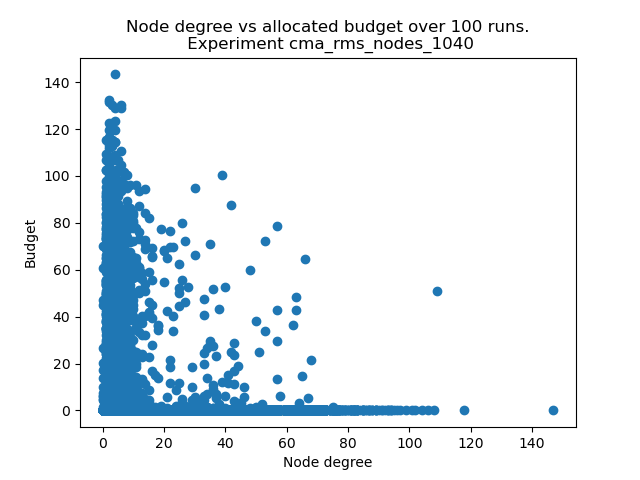 Node degree vs allocated budget over 100 runs.
Experiment cma_rms_nodes_1040
140
120
100
80
60
40
20
0
Budget
0 20 40 60 80 100 120 140
Node degree